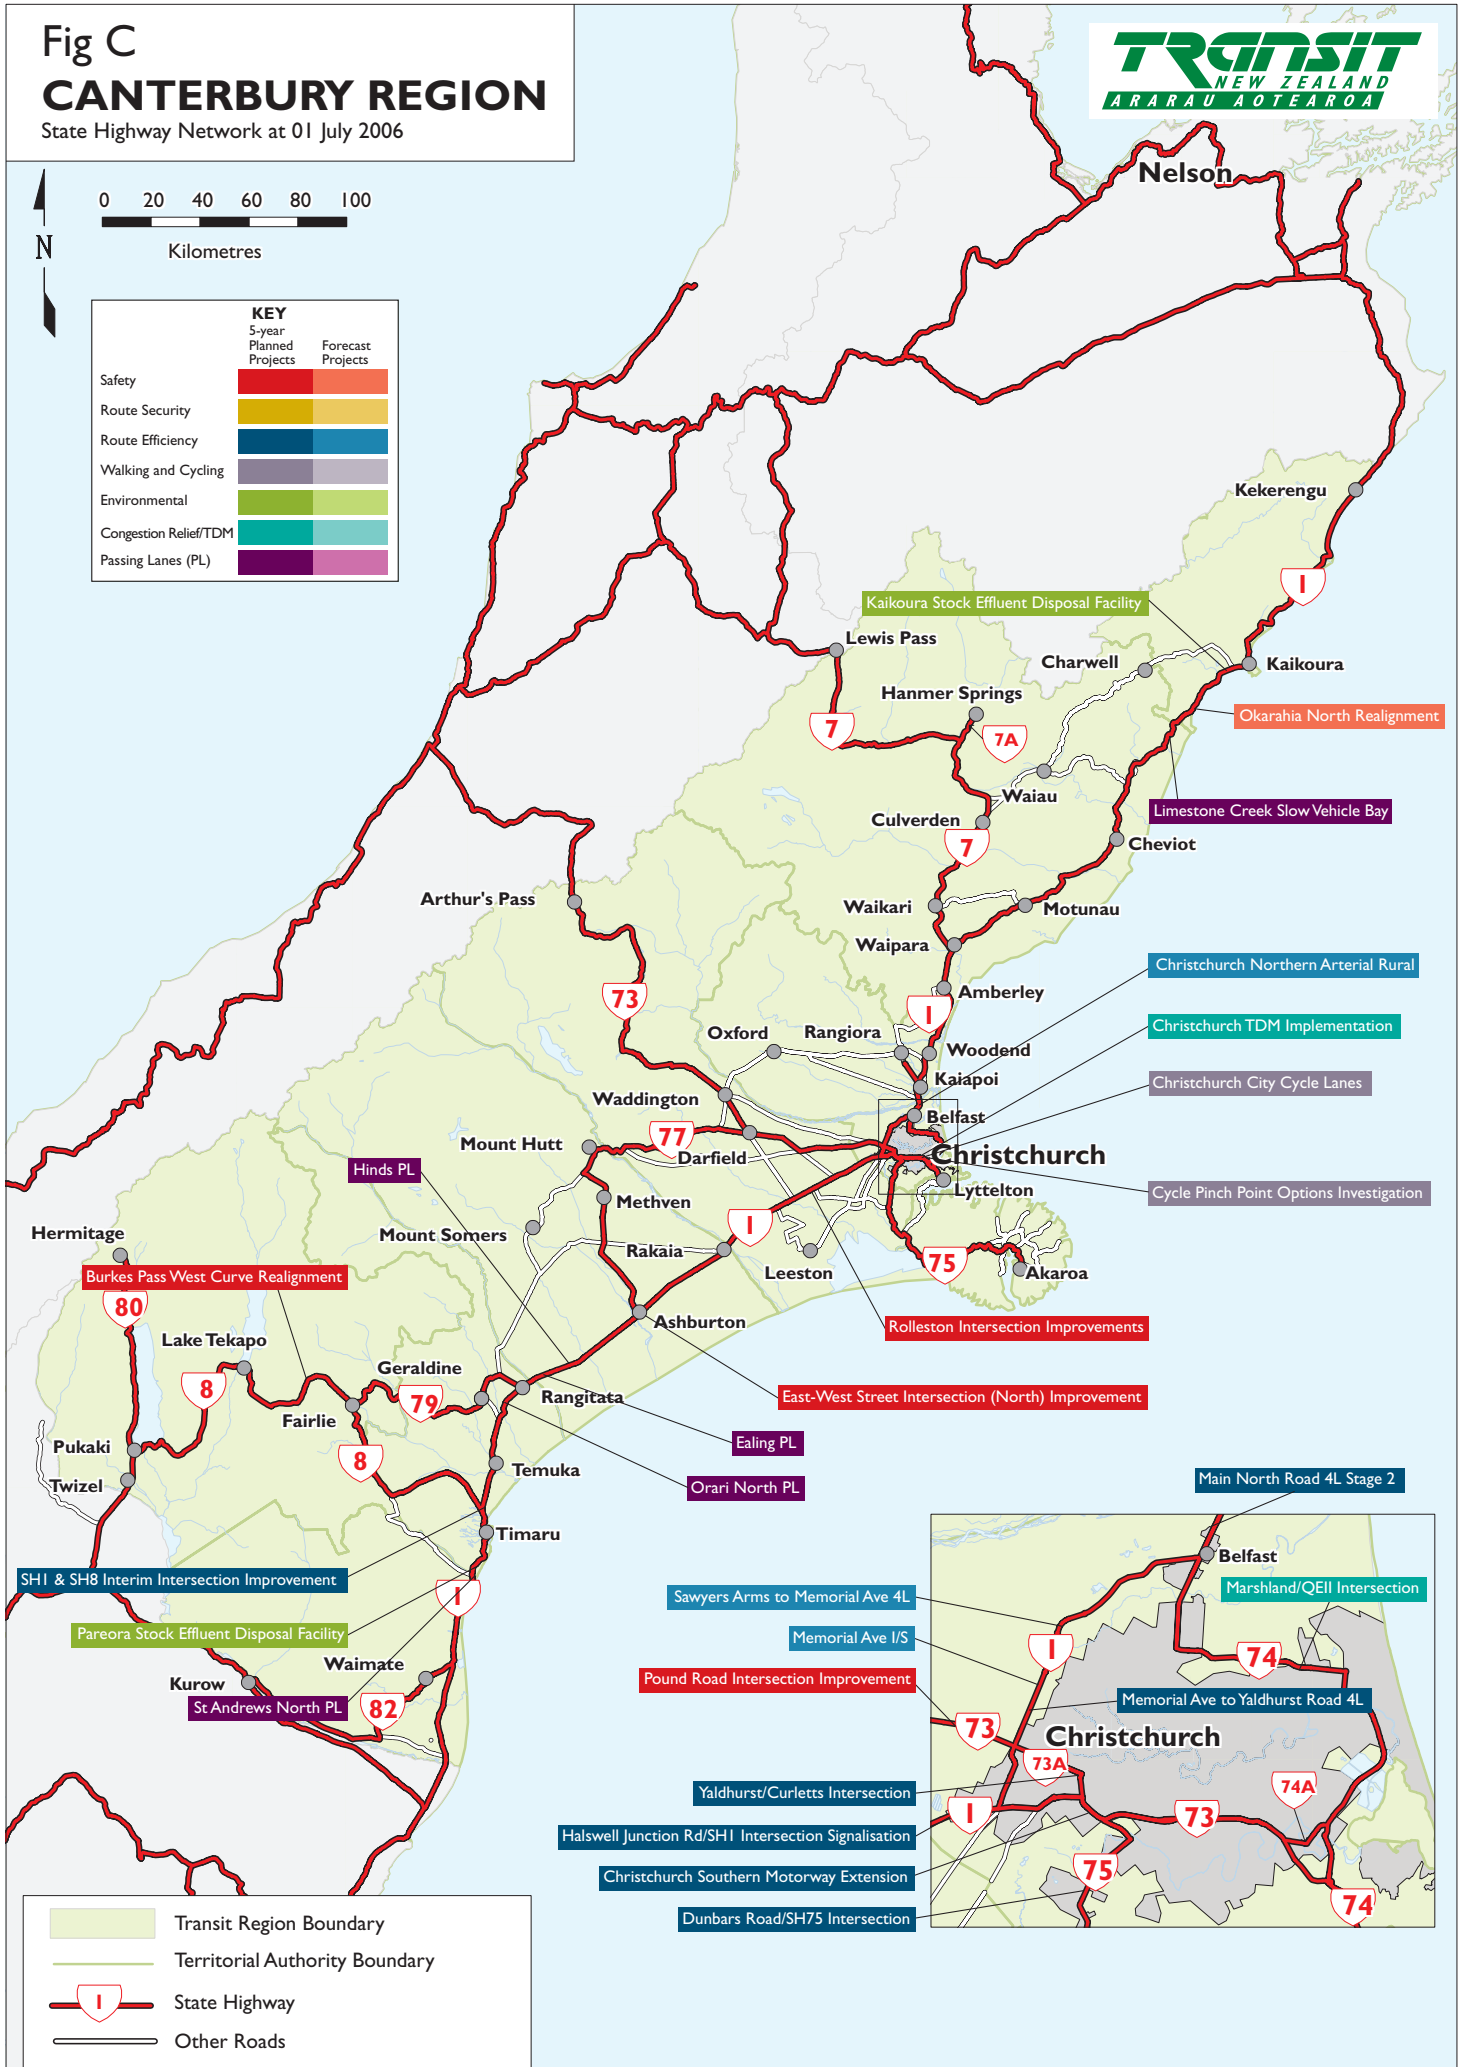 Fig C
CANTERBURY REGION
State Highway Network at 01 July 2006
TRANSIT
NEW ZEALAND
ARARAU AOTEAROA
N
0 20 40 60 80 100
Kilometres
KEY
5-year
Planned
Projects
Forecast
Projects
Safety
Route Security
Route Efficiency
Walking and Cycling
Environmental
Congestion Relief/TDM
Passing Lanes (PL)
Nelson
Kekerengu
1
Kaikoura Stock Effluent Disposal Facility
Lewis Pass
Charwell
Kaikoura
Hanmer Springs
Okarahia North Realignment
7
7A
Waiau
Limestone Creek Slow Vehicle Bay
Culverden
7
Cheviot
Arthur's Pass
Waikari
Motunau
Waipara
Christchurch Northern Arterial Rural
73
Amberley
1
Christchurch TDM Implementation
Oxford
Rangiora
Woodend
Kaiapoi
Christchurch City Cycle Lanes
Waddington
Belfast
77
Mount Hutt
Darfield
Christchurch
Hinds PL
Lyttelton
Cycle Pinch Point Options Investigation
Methven
Mount Somers
1
Rakaia
Leeston
75
Akaroa
Hermitage
Burkes Pass West Curve Realignment
80
Ashburton
Rolleston Intersection Improvements
Lake Tekapo
Geraldine
8
79
Rangitata
East-West Street Intersection (North) Improvement
Fairlie
Pukaki
8
Ealing PL
Temuka
Twizel
Orari North PL
Main North Road 4L Stage 2
Timaru
SH1 & SH8 Interim Intersection Improvement
1
Pareora Stock Effluent Disposal Facility
Waimate
Kurow
St Andrews North PL
82
Belfast
Marshland/QEII Intersection
Sawyers Arms to Memorial Ave 4L
Memorial Ave I/S
1
74
Pound Road Intersection Improvement
Memorial Ave to Yaldhurst Road 4L
73
Christchurch
73A
74A
Yaldhurst/Curletts Intersection
1
73
Halswell Junction Rd/SH1 Intersection Signalisation
Christchurch Southern Motorway Extension
75
74
Dunbars Road/SH75 Intersection
Transit Region Boundary
Territorial Authority Boundary
1
State Highway
Other Roads